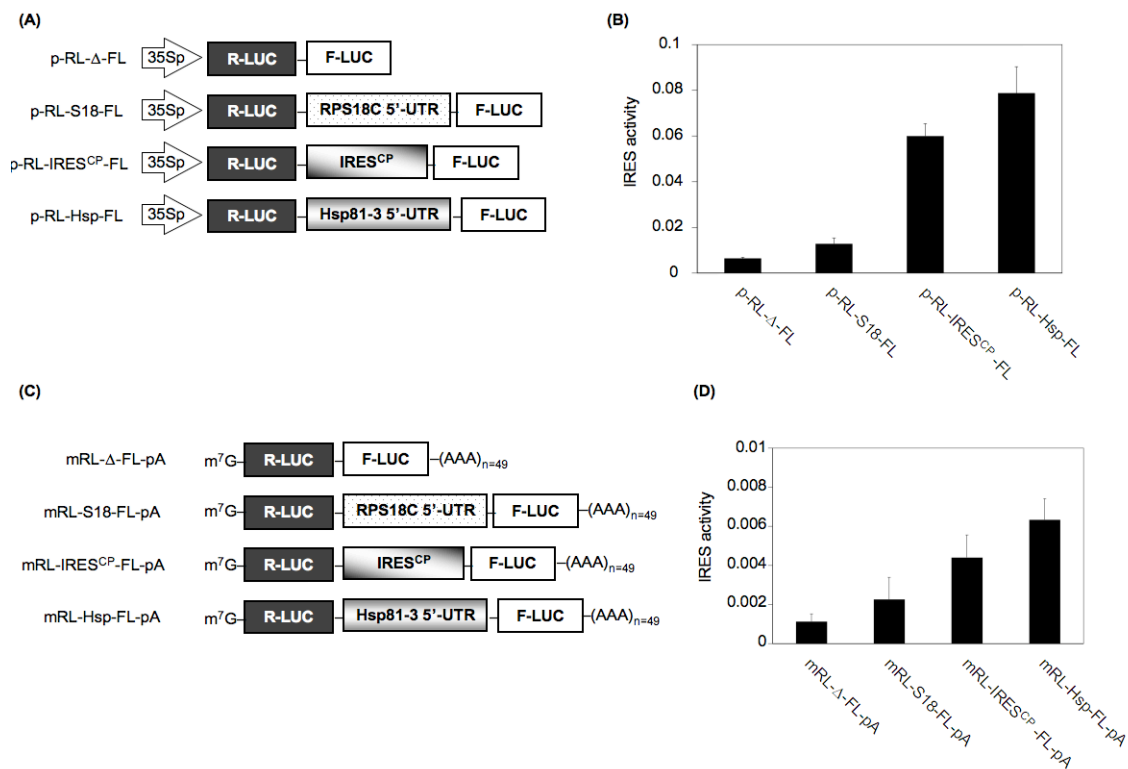 (A)
p-RL-Δ-FL 35Sp R-LUC F-LUC
p-RL-S18-FL 35Sp R-LUC RPS18C 5’-UTR F-LUC
p-RL-IRESCP-FL 35Sp R-LUC IRESCP F-LUC
p-RL-Hsp-FL 35Sp R-LUC Hsp81-3 5’-UTR F-LUC
(B)
IRES activity
0.1
0.08
0.06
0.04
0.02
0
p-RL-Δ-FL
p-RL-S18-FL
p-RL-IRESCP-FL
p-RL-Hsp-FL
(C)
mRL-Δ-FL-pA m7G R-LUC F-LUC (AAA)n=49
mRL-S18-FL-pA m7G R-LUC RPS18C 5’-UTR F-LUC (AAA)n=49
mRL-IRESCP-FL-pA m7G R-LUC IRESCP F-LUC (AAA)n=49
mRL-Hsp-FL-pA m7G R-LUC Hsp81-3 5’-UTR F-LUC (AAA)n=49
(D)
IRES activity
0.01
0.008
0.006
0.004
0.002
0
mRL-Δ-FL-pA
mRL-S18-FL-pA
mRL-IRESCP-FL-pA
mRL-Hsp-FL-pA